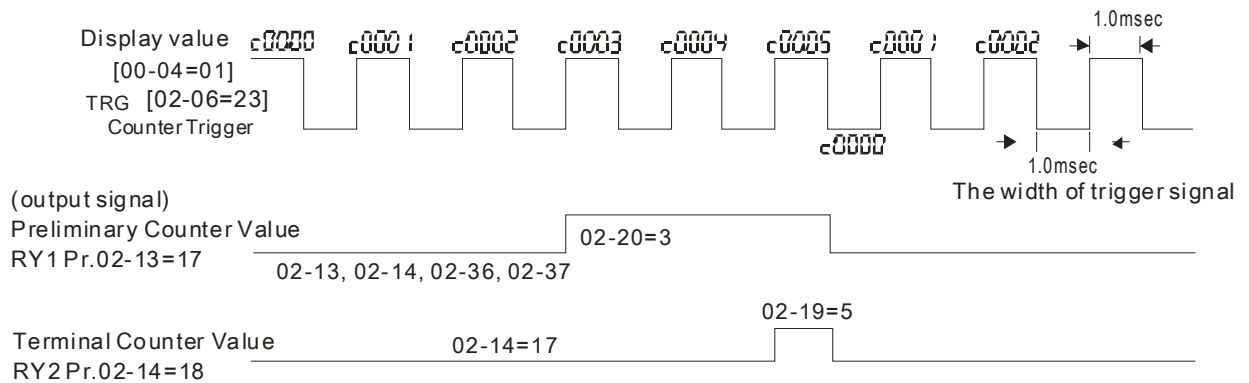 1.0msec
Display value c0000 c0001 c0002 c0003 c0004 c0005 c0001 c0002
[00-04=01]
TRG [02-06=23]
Counter Trigger
c0000
1.0msec
The width of trigger signal
(output signal)
Preliminary Counter Value
02-20=3
RY1 Pr.02-13=17
02-13, 02-14, 02-36, 02-37
02-19=5
Terminal Counter Value
02-14=17
RY2 Pr.02-14=18